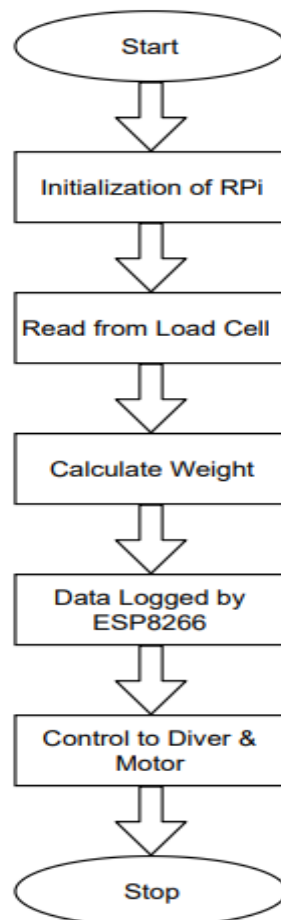 Start
Initialization of RPi
Read from Load Cell
Calculate Weight
Data Logged by
ESP8266
Control to Diver &
Motor
Stop